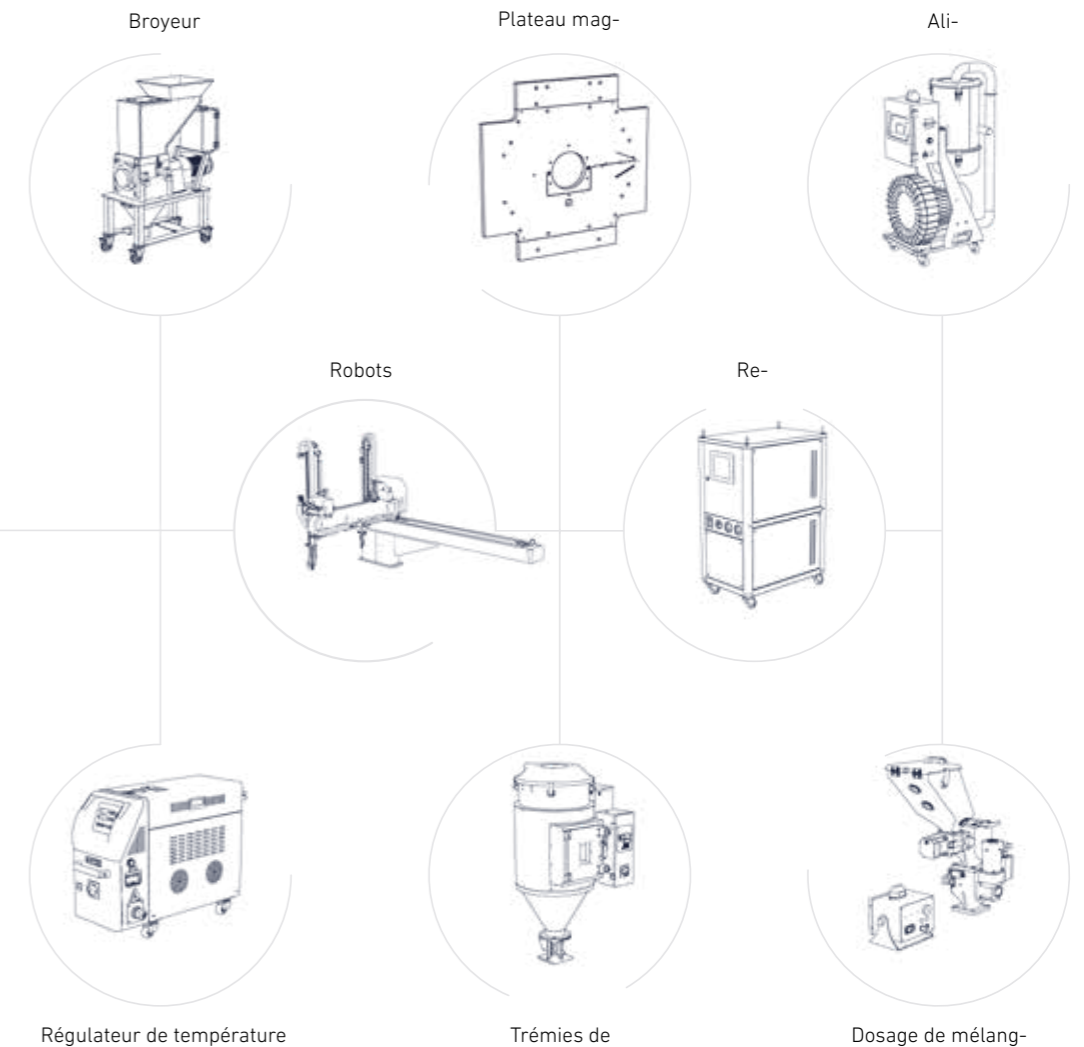 Broyeur
Plateau mag-
Ali-
Robots
Re-
Régulateur de température
Trémies de
Dosage de mélang-